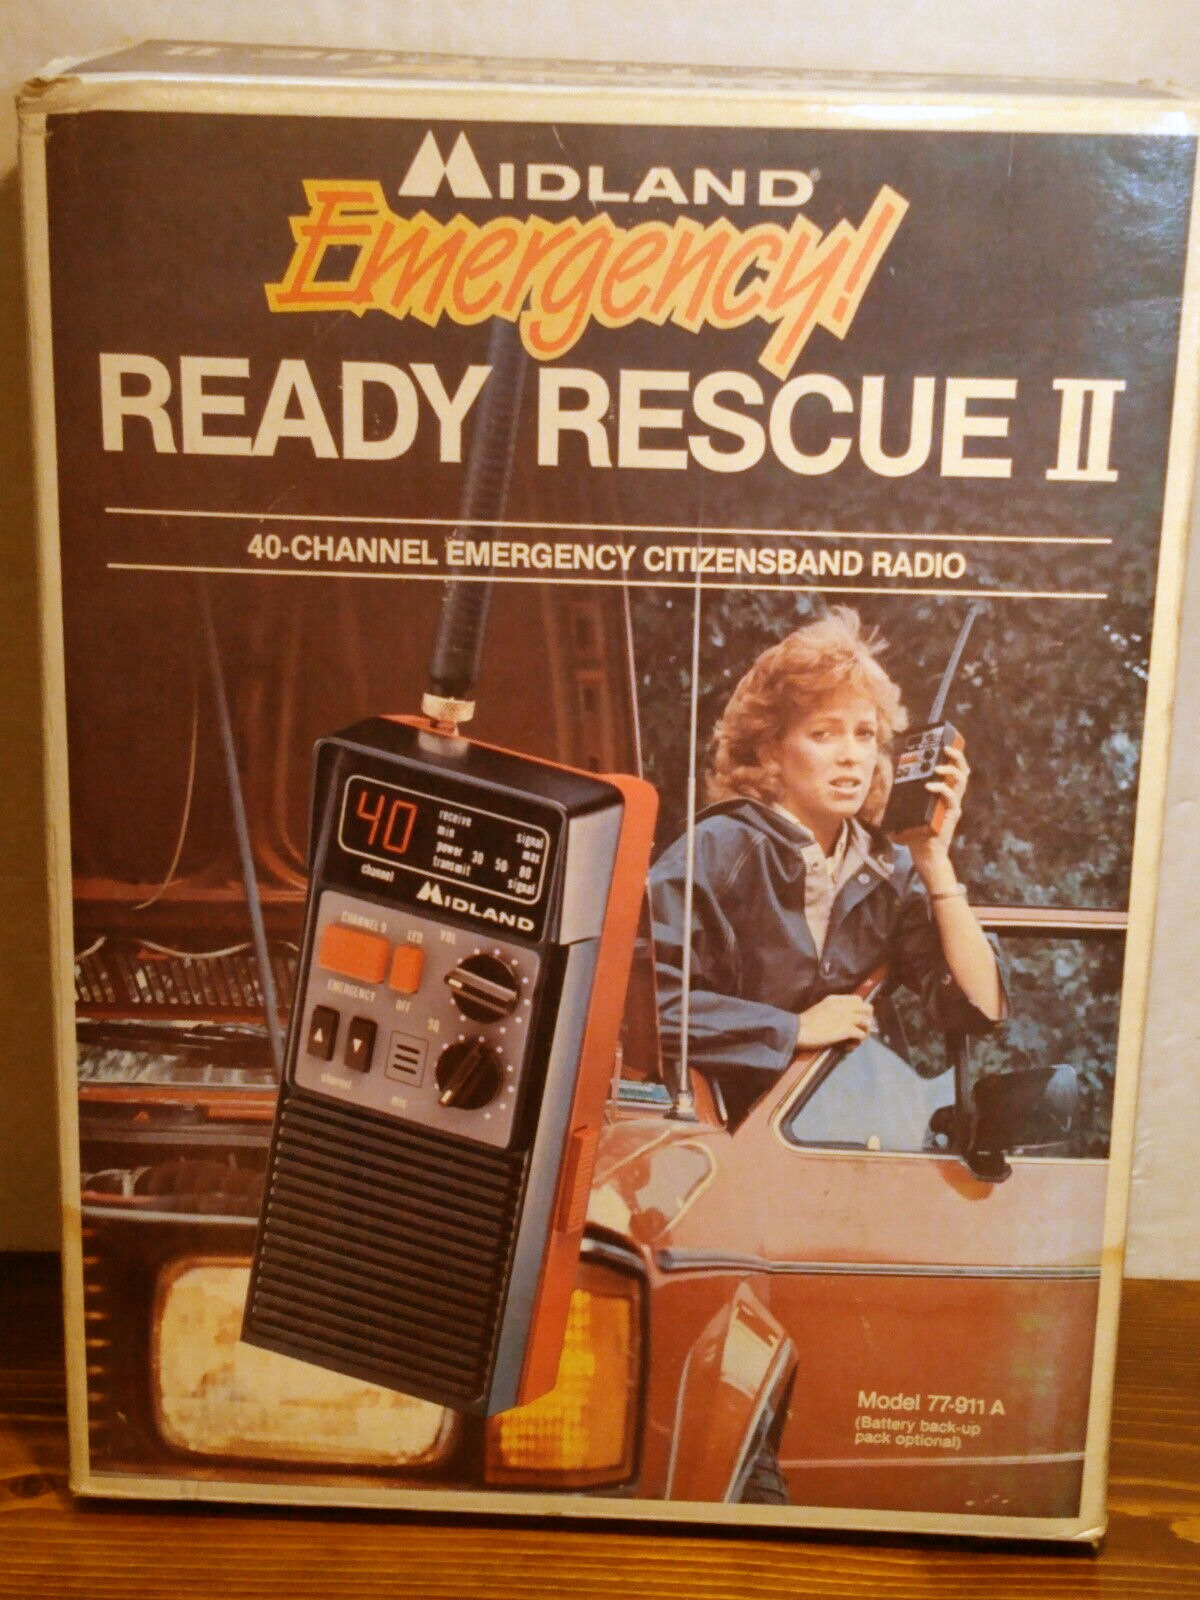 MIDLAND®
Emergency!
READY RESCUE II
40-CHANNEL EMERGENCY CITIZENSBAND RADIO
40
receive signal
min max
power 30 50 80
transmit signal
channel
MIDLAND
CHANNEL 9 LED VOL
EMERGENCY OFF SQ
▲ ▼
channel mic
Model 77-911 A
(Battery back-up
pack optional)